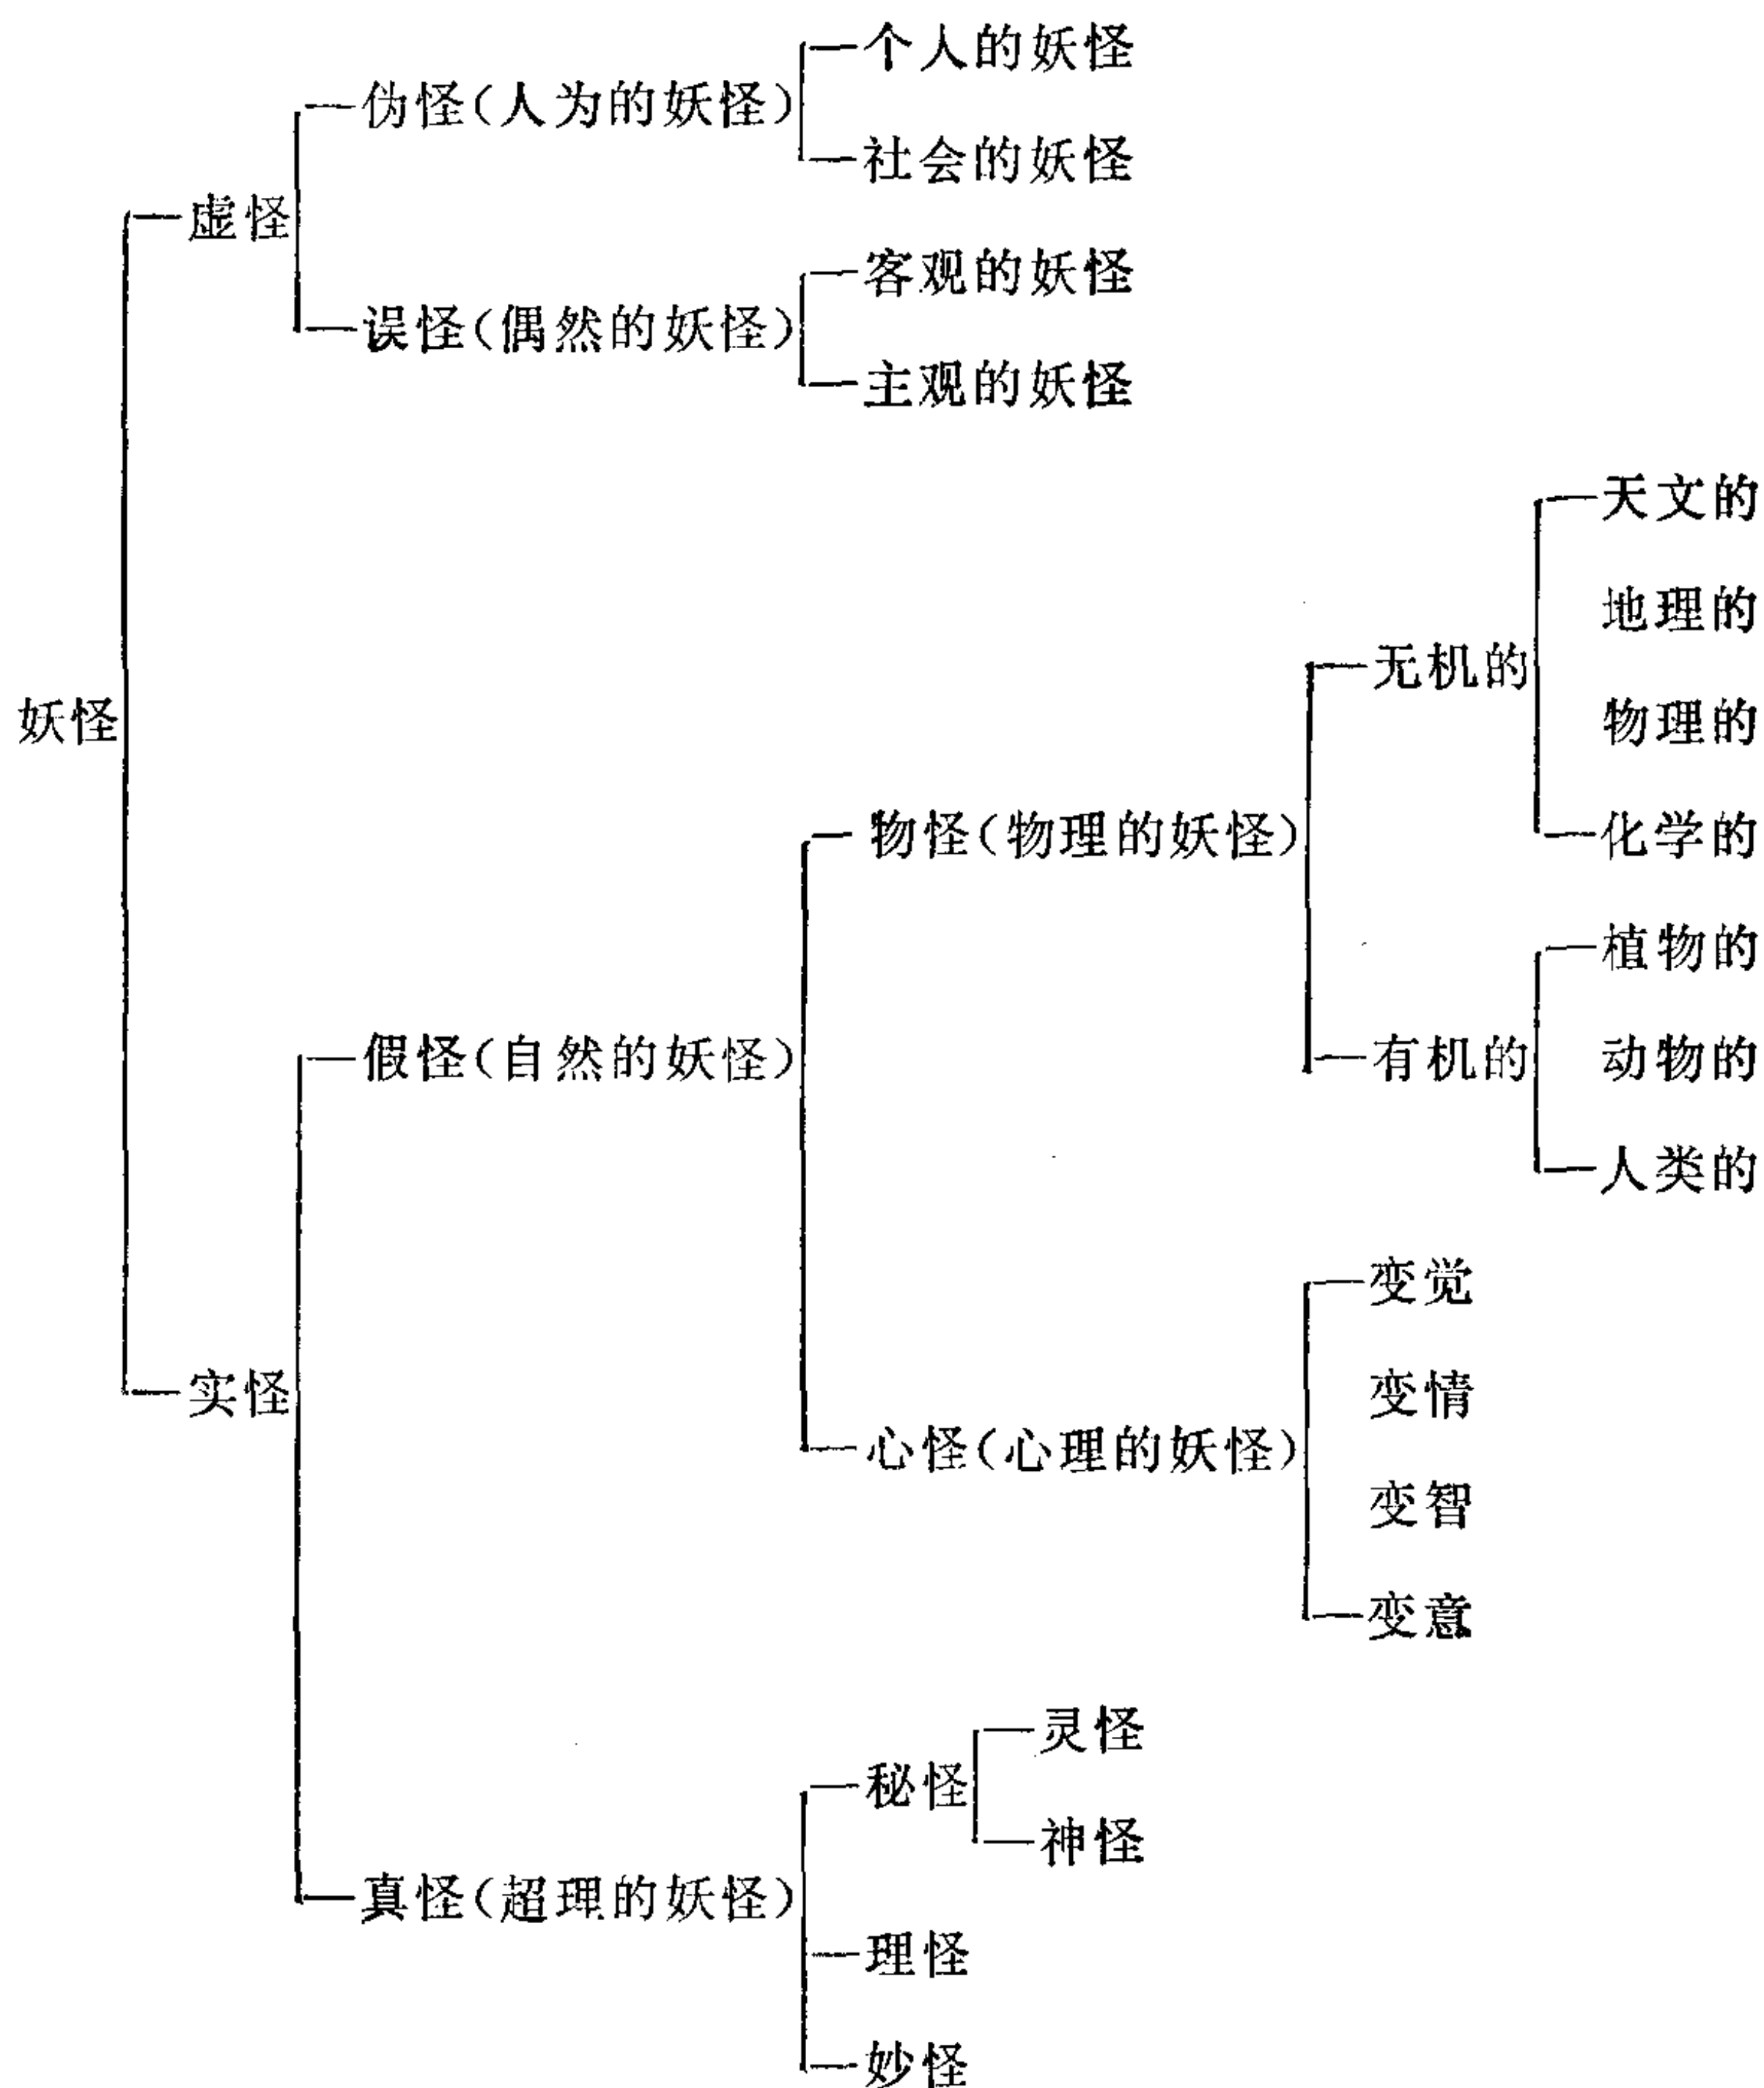 个人的妖怪
伪怪(人为的妖怪)
社会的妖怪
虚怪
客观的妖怪
误怪(偶然的妖怪)
主观的妖怪
天文的
地理的
无机的
物理的
妖怪
物怪(物理的妖怪)
化学的
植物的
假怪(自然的妖怪)
有机的
动物的
人类的
变觉
变情
实怪
心怪(心理的妖怪)
变智
变意
灵怪
秘怪
神怪
真怪(超理的妖怪)
理怪
妙怪